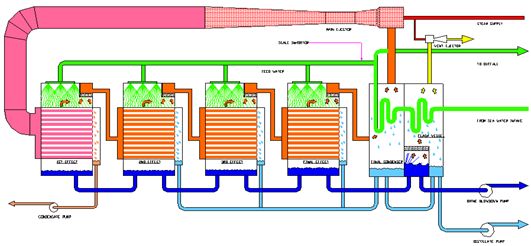 MAIN EJECTOR
STEAM SUPPLY
SCALE INHIBITOR
VENT EJECTOR
TO OUTFALL
FEED WATER
FROM SEA WATER INTAKE
FLASH VESSEL
1ST EFFECT
2ND EFFECT
3RD EFFECT
FINAL EFFECT
FINAL CONDENSER
BRINE BLOWDOWN PUMP
CONDENSATE PUMP
DISTILLATE PUMP